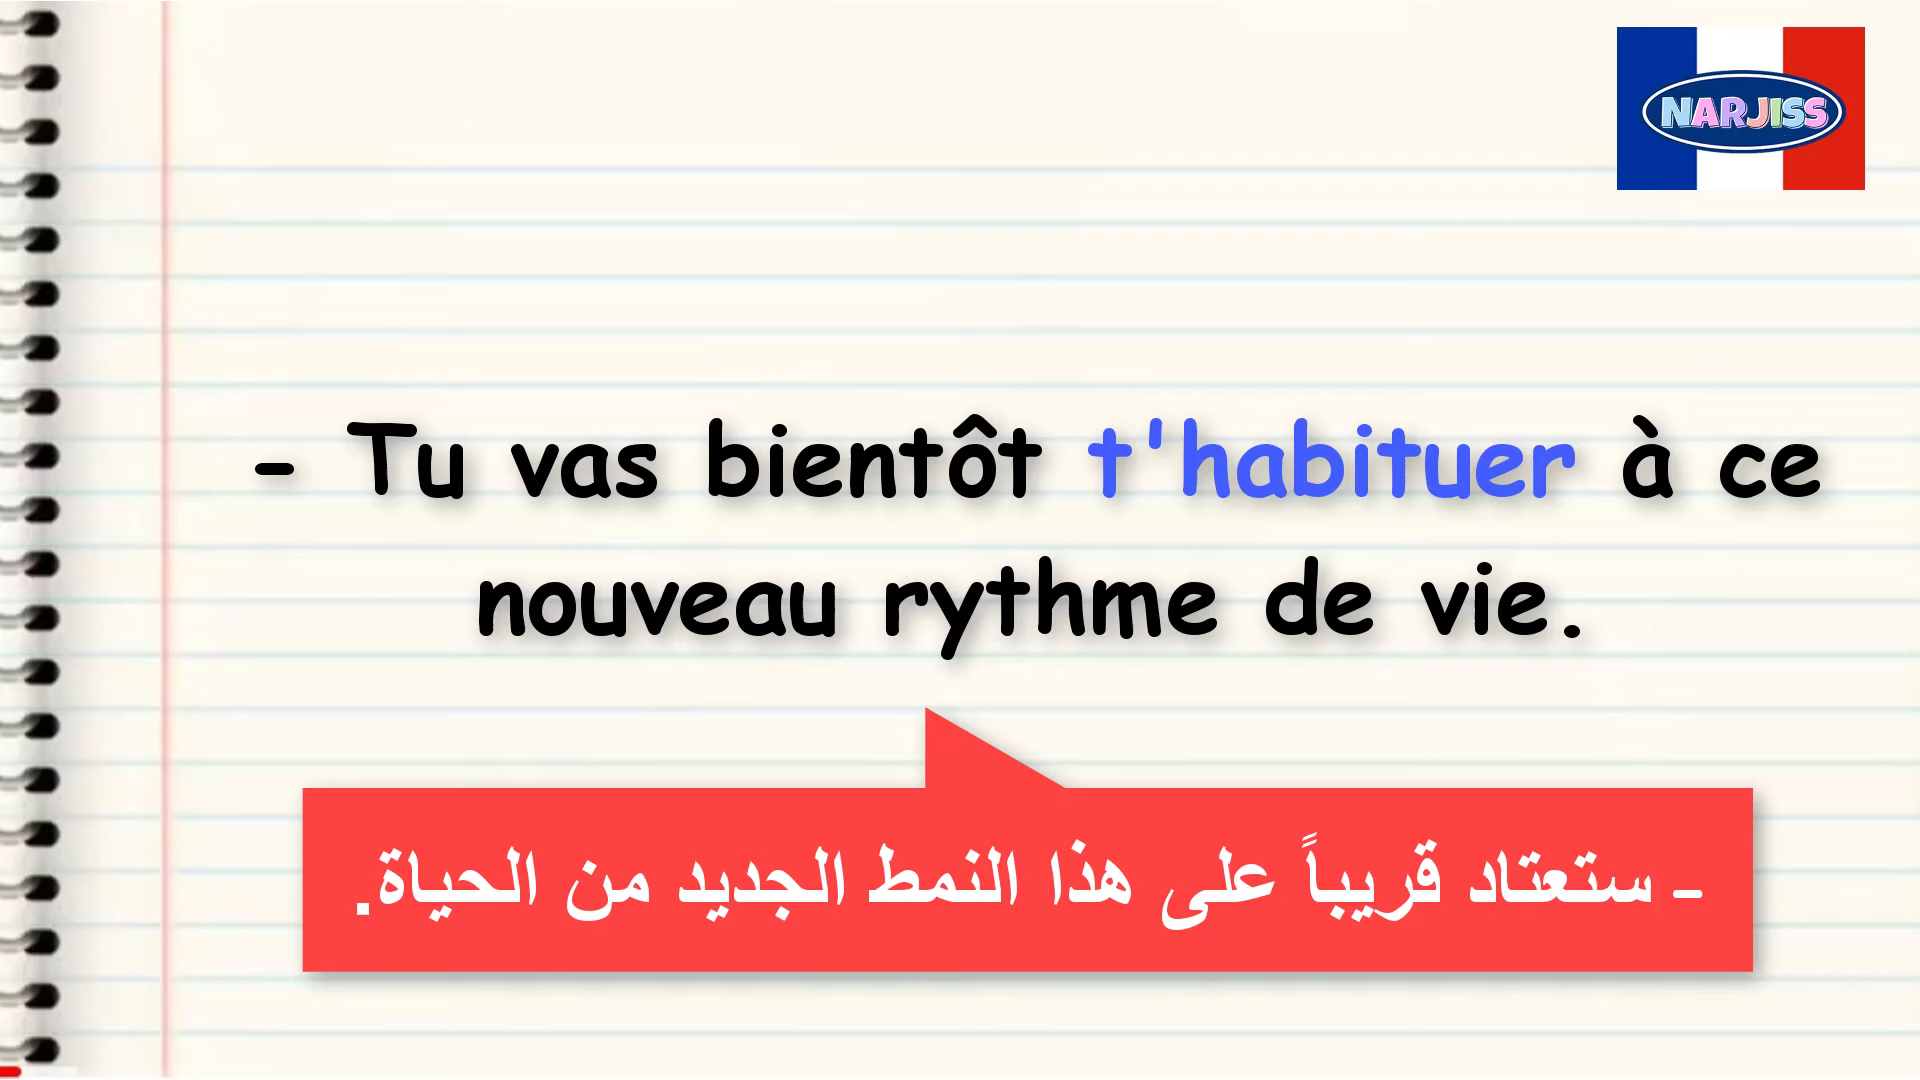 NARJISS
- Tu vas bientôt t'habituer à ce
nouveau rythme de vie.
- ستعتاد قريباً على هذا النمط الجديد من الحياة.